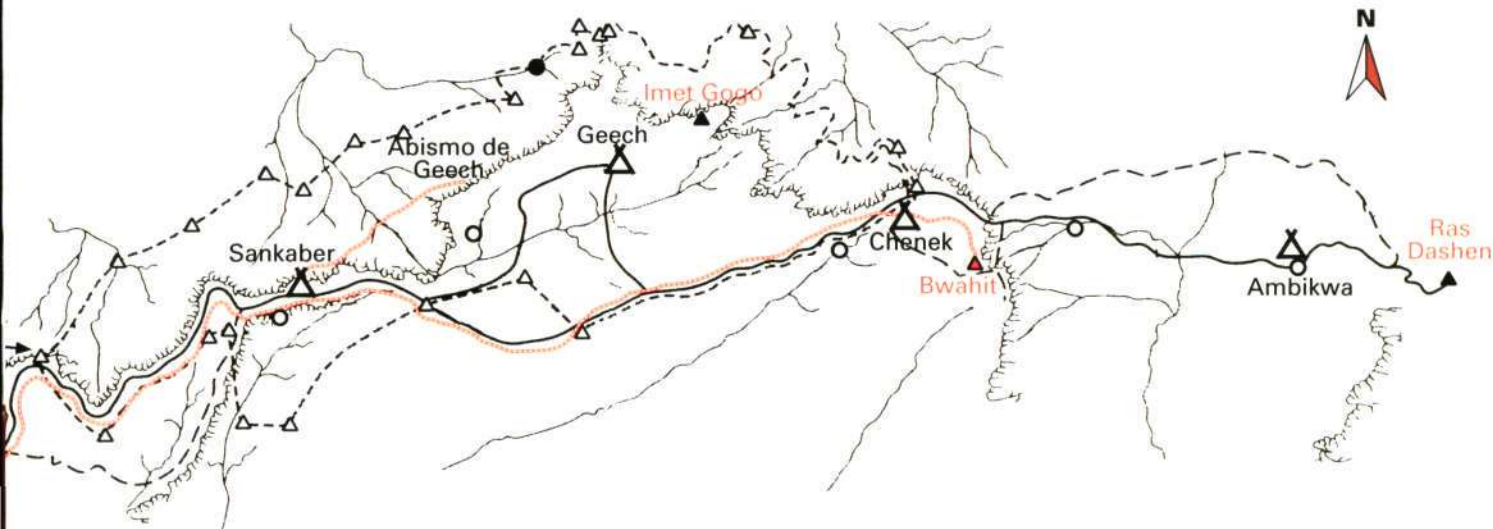 N
Imet Gogo
Geech
Abismo de
Geech
Sankaber
Chenek
Bwahit
Ras
Dashen
Ambikwa